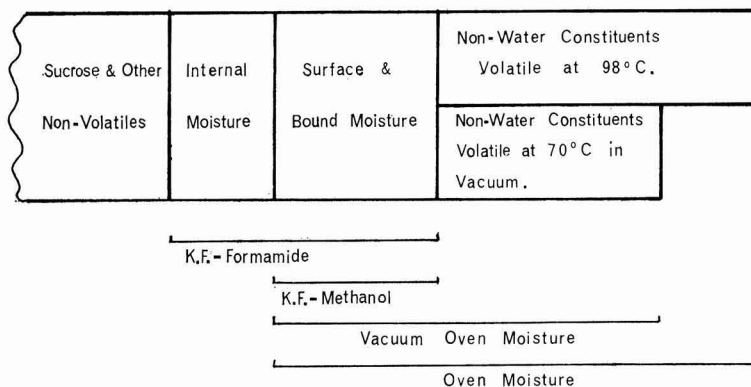 Sucrose & Other
Non-Volatiles
Internal
Moisture
Surface &
Bound Moisture
Non-Water Constituents
Volatile at 98°C.
Non-Water Constituents
Volatile at 70°C in
Vacuum.
K.F.-Formamide
K.F.-Methanol
Vacuum Oven Moisture
Oven Moisture